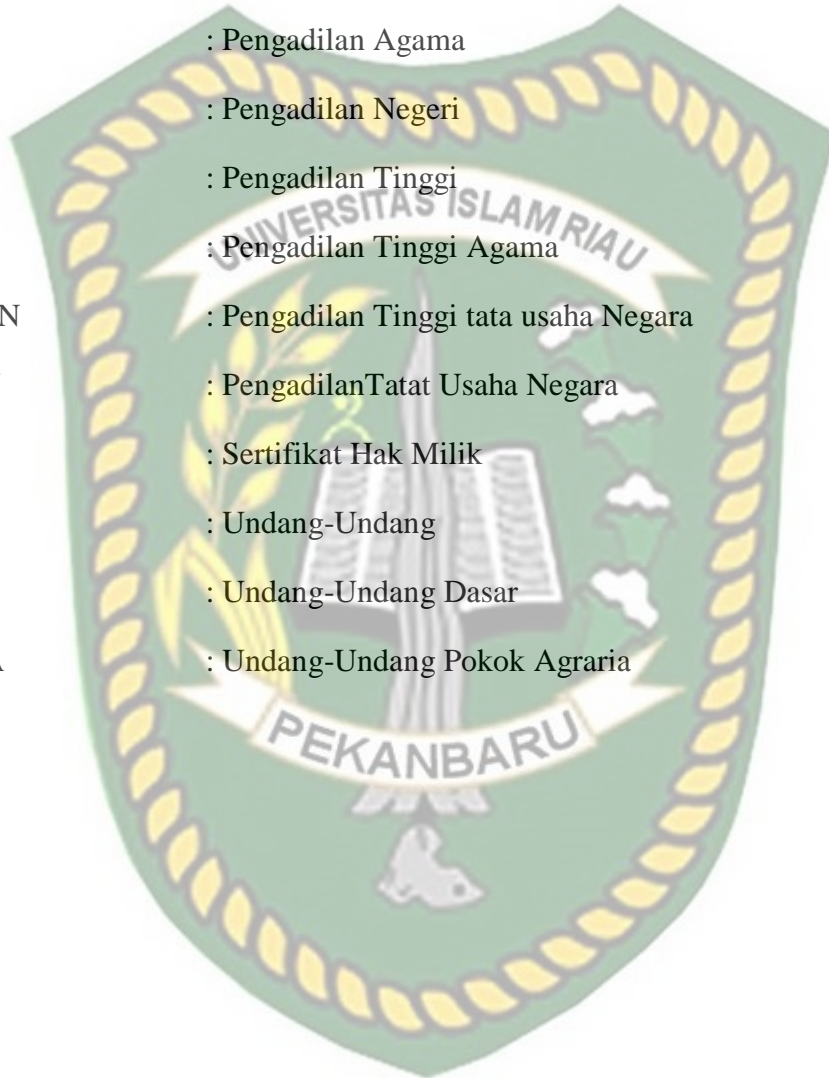 : Pengadilan Agama
: Pengadilan Negeri
: Pengadilan Tinggi
UNIVERSITAS ISLAM RIAU
: Pengadilan Tinggi Agama
N : Pengadilan Tinggi tata usaha Negara
: PengadilanTatat Usaha Negara
: Sertifikat Hak Milik
: Undang-Undang
: Undang-Undang Dasar
A : Undang-Undang Pokok Agraria
PEKANBARU